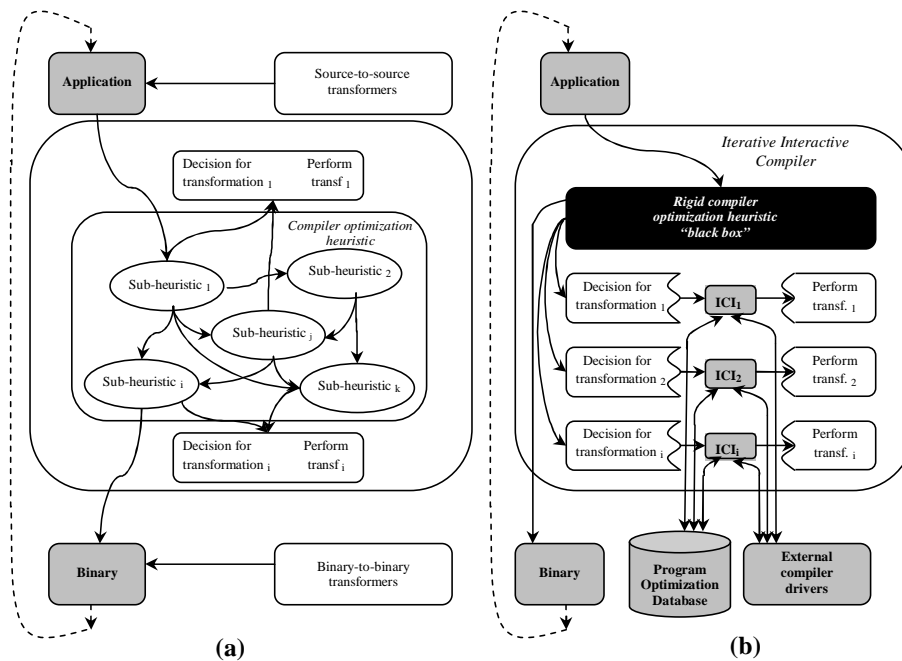 Application
Source-to-source
transformers
Decision for Perform
transformation 1 transf 1
Compiler optimization
heuristic
Sub-heuristic 1
Sub-heuristic 2
Sub-heuristic j
Sub-heuristic i
Sub-heuristic k
Decision for Perform
transformation i transf i
Binary
Binary-to-binary
transformers
(a)
Application
Iterative Interactive
Compiler
Rigid compiler
optimization heuristic
“black box”
Decision for
transformation 1
ICI1
Perform
transf. 1
Decision for
transformation 2
ICI2
Perform
transf. 2
Decision for
transformation i
ICIi
Perform
transf. i
Binary
Program
Optimization
Database
External
compiler
drivers
(b)